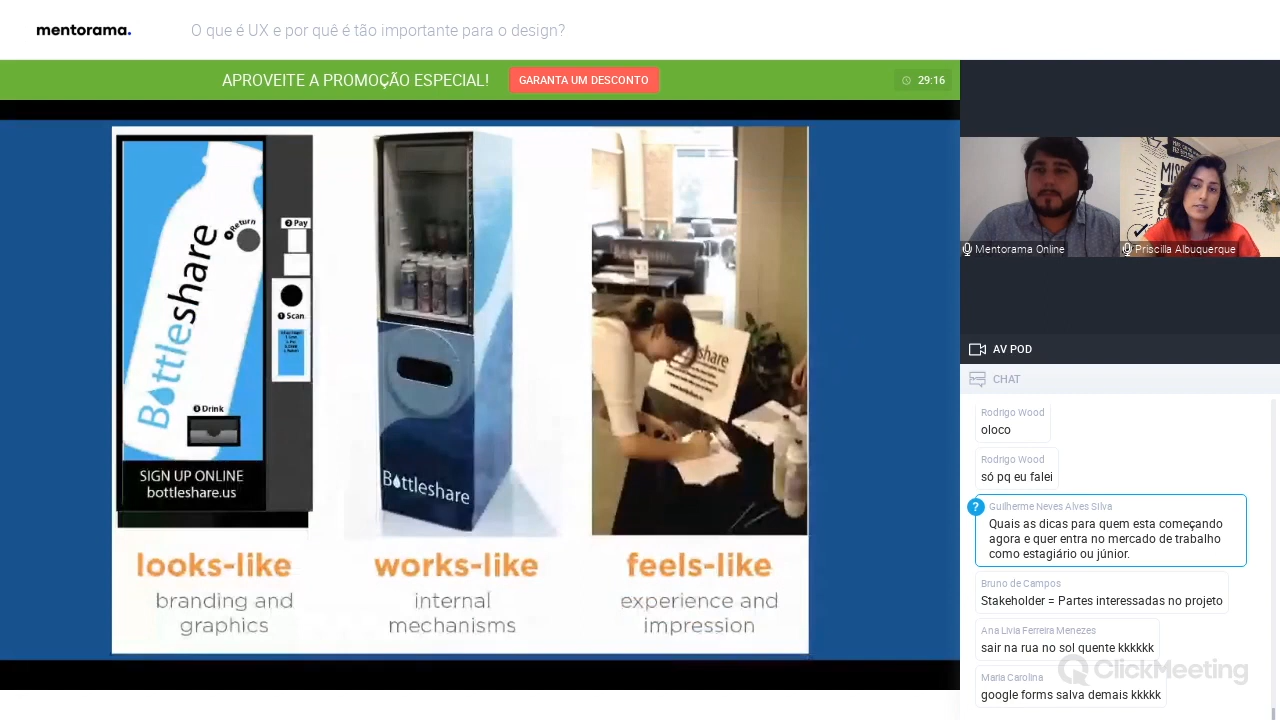 mentorama.
O que é UX e por quê é tão importante para o design?
APROVEITE A PROMOÇÃO ESPECIAL!
GARANTA UM DESCONTO
29:16
Return
2 Pay
Bottleshare
1 Scan
3 Drink
SIGN UP ONLINE
bottleshare.us
Bottleshare
share
looks-like
branding and
graphics
works-like
internal
mechanisms
feels-like
experience and
impression
Mentorama Online
Priscilla Albuquerque
AV POD
CHAT
Rodrigo Wood
oloco
Rodrigo Wood
só pq eu falei
?
Guilherme Neves Alves Silva
Quais as dicas para quem esta começando
agora e quer entra no mercado de trabalho
como estagiário ou júnior.
Bruno de Campos
Stakeholder = Partes interessadas no projeto
Ana Livia Ferreira Menezes
sair na rua no sol quente kkkkkk
Maria Carolina
google forms salva demais kkkkk
ClickMeeting